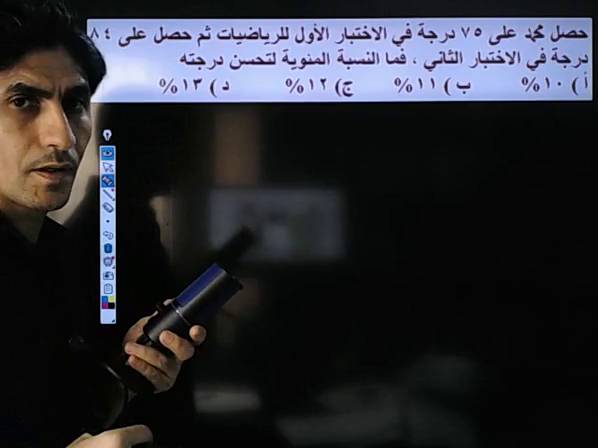 حصل محمد على ٧٥ درجة في الاختبار الأول للرياضيات ثم حصل على ٨٤
درجة في الاختبار الثاني ، فما النسبة المئوية لتحسن درجته
أ ) ١٠% ب ) ١١% ج ) ١٢% د ) ١٣%